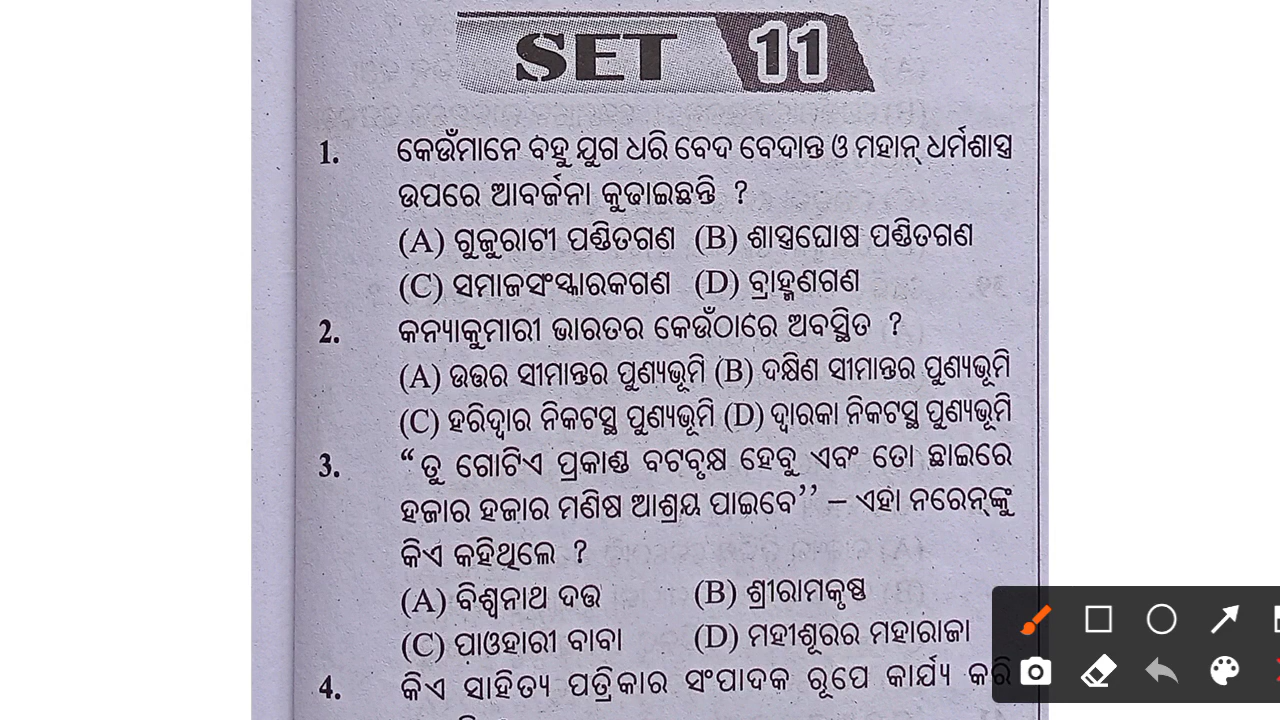 SET 11
1. କେଉଁମାନେ ବହୁ ଯୁଗ ଧରି ବେଦ ବେଦାନ୍ତ ଓ ମହାନ୍ ଧର୍ମଶାସ୍ତ୍ର
ଉପରେ ଆବର୍ଜନା କୁଢାଇଛନ୍ତି ?
(A) ଗୁଜୁରାଟୀ ପଣ୍ଡିତଗଣ (B) ଶାସ୍ତ୍ରଘୋଷ ପଣ୍ଡିତଗଣ
(C) ସମାଜସଂସ୍କାରକଗଣ (D) ବ୍ରାହ୍ମଣଗଣ
2. କନ୍ୟାକୁମାରୀ ଭାରତର କେଉଁଠାରେ ଅବସ୍ଥିତ ?
(A) ଉତ୍ତର ସୀମାନ୍ତର ପୁଣ୍ୟଭୂମି (B) ଦକ୍ଷିଣ ସୀମାନ୍ତର ପୁଣ୍ୟଭୂମି
(C) ହରିଦ୍ୱାର ନିକଟସ୍ଥ ପୁଣ୍ୟଭୂମି (D) ଦ୍ୱାରକା ନିକଟସ୍ଥ ପୁଣ୍ୟଭୂମି
3. “ତୁ ଗୋଟିଏ ପ୍ରକାଣ୍ଡ ବଟବୃକ୍ଷ ହେବୁ ଏବଂ ତୋ ଛାଇରେ
ହଜାର ହଜାର ମଣିଷ ଆଶ୍ରୟ ପାଇବେ’’ – ଏହା ନରେନ୍‌ଙ୍କୁ
କିଏ କହିଥିଲେ ?
(A) ବିଶ୍ୱନାଥ ଦତ୍ତ (B) ଶ୍ରୀରାମକୃଷ୍ଣ
(C) ପାଓହାରୀ ବାବା (D) ମହୀଶୂରର ମହାରାଜା
4. କିଏ ସାହିତ୍ୟ ପତ୍ରିକାର ସଂପାଦକ ରୂପେ କାର୍ଯ୍ୟ କରି